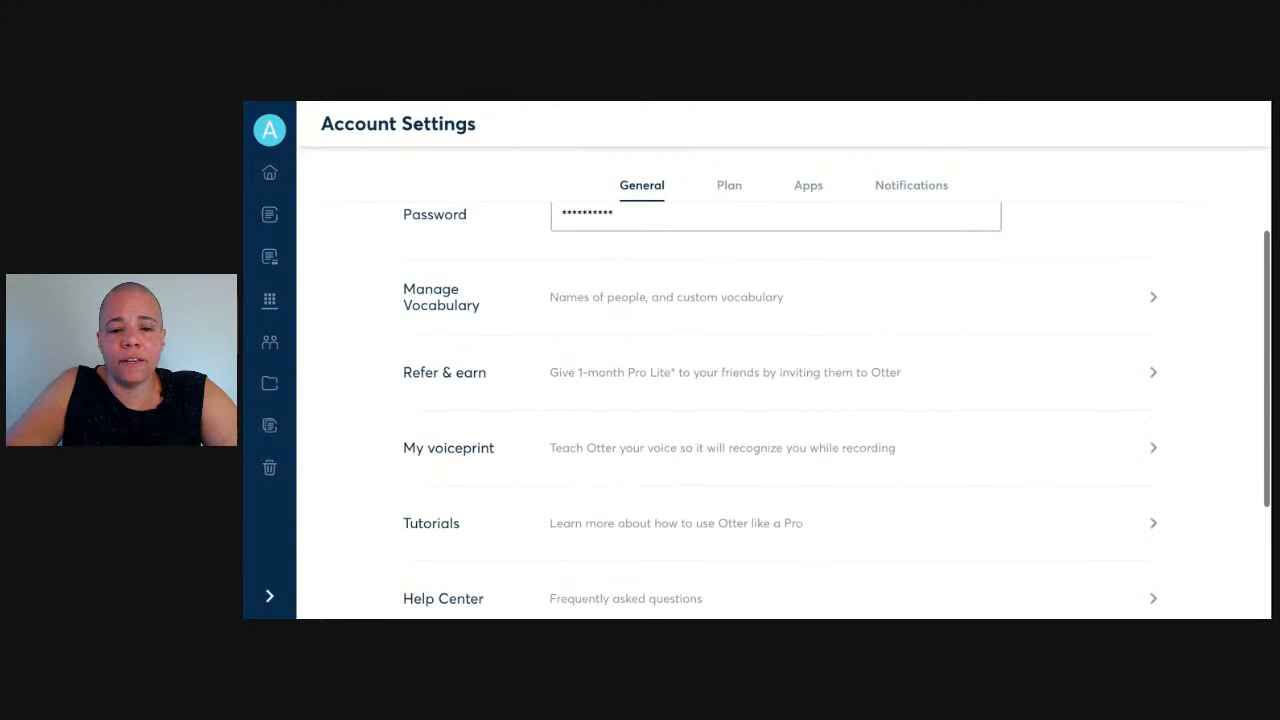 A
Account Settings
General Plan Apps Notifications
Password **********
Manage
Vocabulary
Names of people, and custom vocabulary
Refer & earn Give 1-month Pro Lite* to your friends by inviting them to Otter
My voiceprint Teach Otter your voice so it will recognize you while recording
Tutorials Learn more about how to use Otter like a Pro
Help Center Frequently asked questions